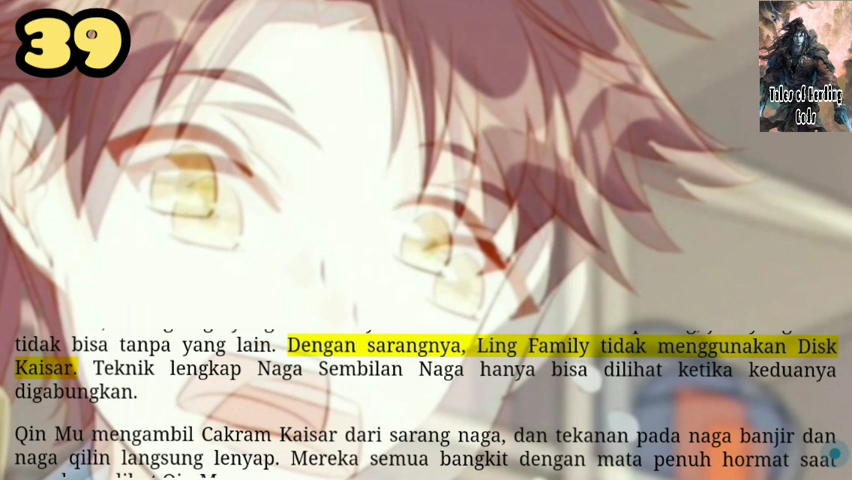 39
Tales of Herding
Gods
tidak bisa tanpa yang lain. Dengan sarangnya, Ling Family tidak menggunakan Disk
Kaisar. Teknik lengkap Naga Sembilan Naga hanya bisa dilihat ketika keduanya
digabungkan.
Qin Mu mengambil Cakram Kaisar dari sarang naga, dan tekanan pada naga banjir dan
naga qilin langsung lenyap. Mereka semua bangkit dengan mata penuh hormat saat